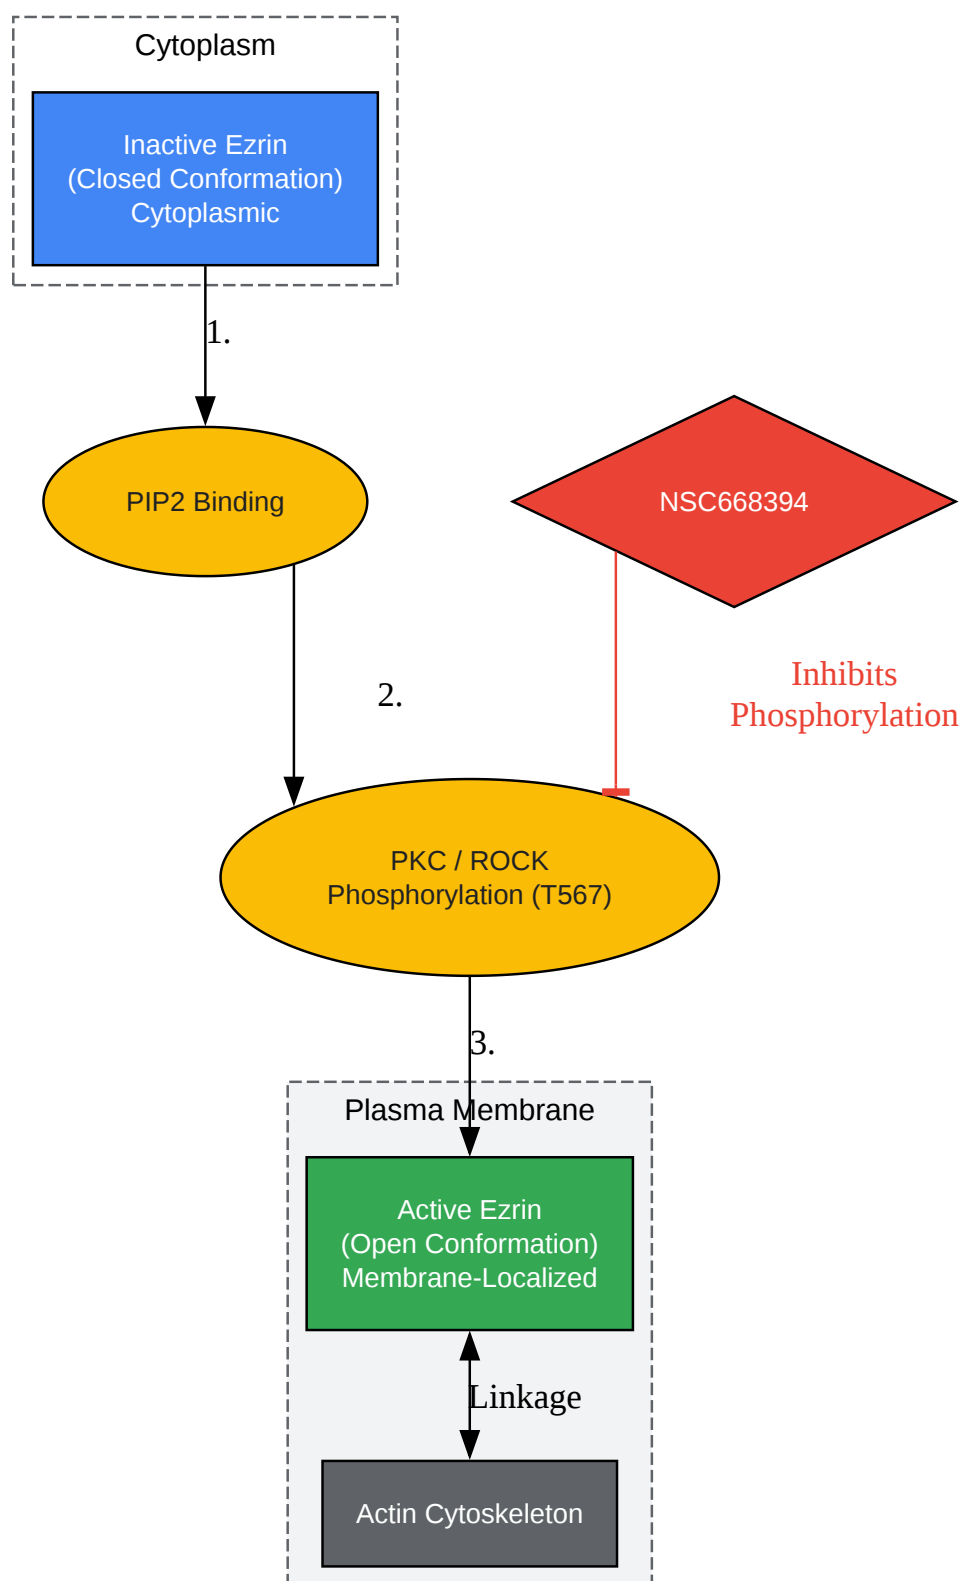 Cytoplasm
Inactive Ezrin
(Closed Conformation)
Cytoplasmic
1.
PIP2 Binding
NSC668394
2.
Inhibits
Phosphorylation
PKC / ROCK
Phosphorylation (T567)
3.
Plasma Membrane
Active Ezrin
(Open Conformation)
Membrane-Localized
Linkage
Actin Cytoskeleton